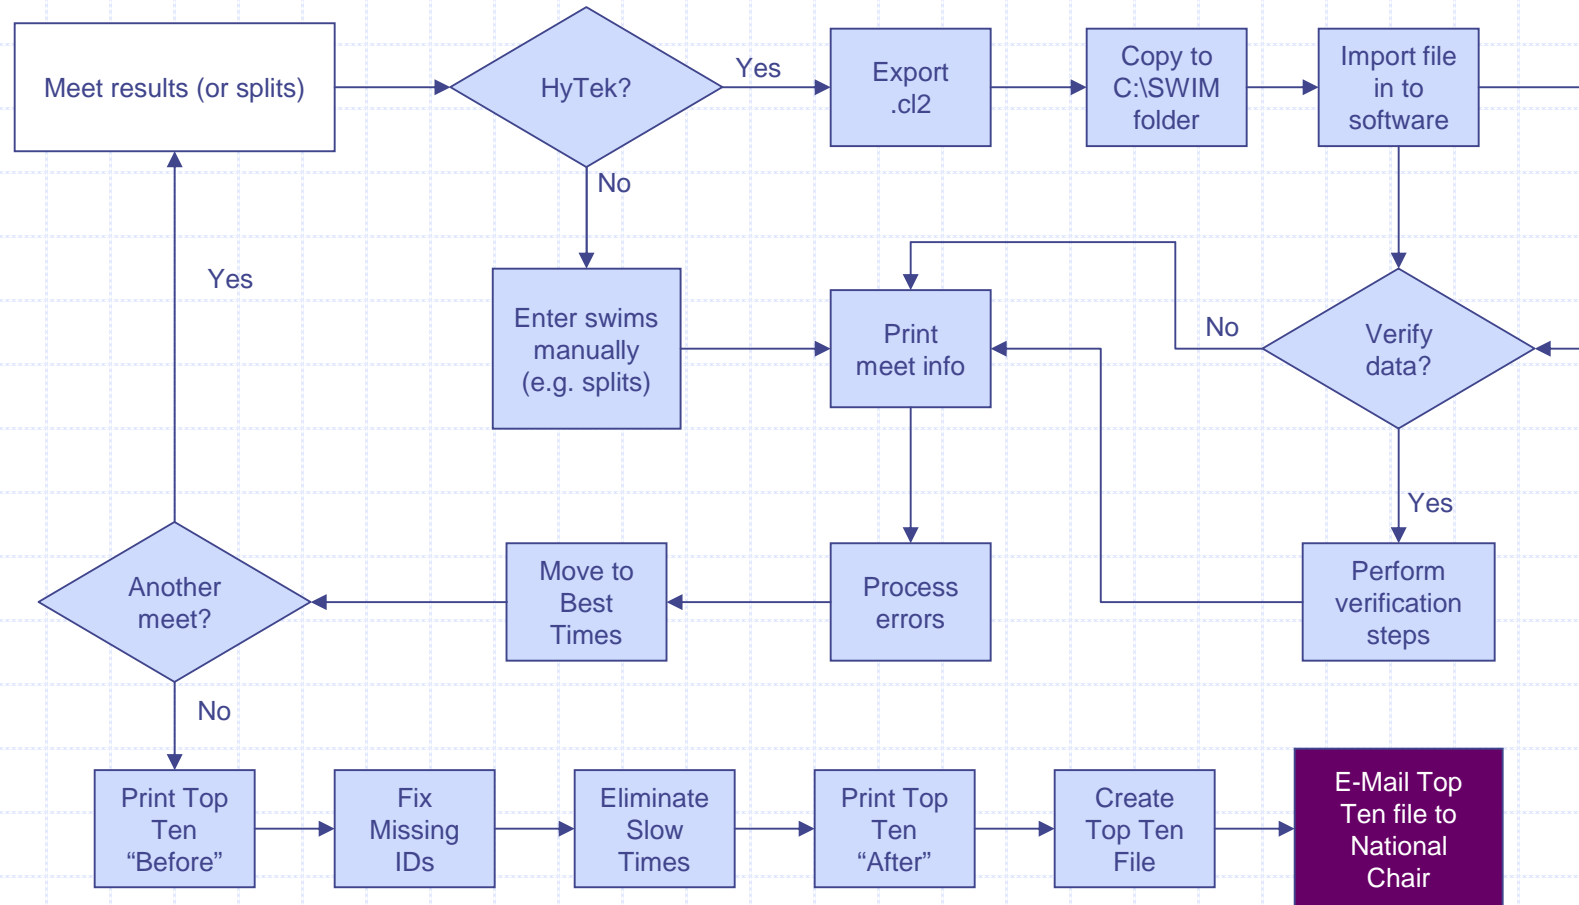 Meet results (or splits)
HyTek?
Yes
Export
.cl2
Copy to
C:\SWIM
folder
Import file
in to
software
No
Yes
Enter swims
manually
(e.g. splits)
Print
meet info
No
Verify
data?
Yes
Another
meet?
Move to
Best
Times
Process
errors
Perform
verification
steps
No
Print Top
Ten
“Before”
Fix
Missing
IDs
Eliminate
Slow
Times
Print Top
Ten
“After”
Create
Top Ten
File
E-Mail Top
Ten file to
National
Chair